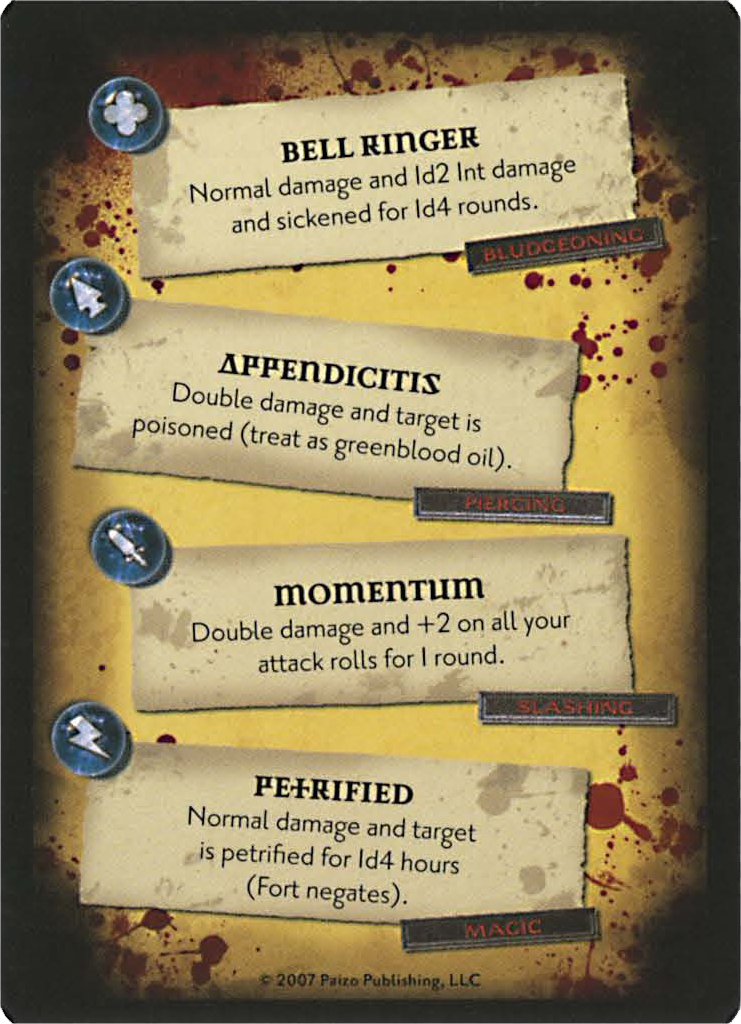 BELL RINGER
Normal damage and 1d2 Int damage
and sickened for 1d4 rounds.
BLUDGEONING
APPENDICITIS
Double damage and target is
poisoned (treat as greenblood oil).
PIERCING
MOMENTUM
Double damage and +2 on all your
attack rolls for 1 round.
SLASHING
PETRIFIED
Normal damage and target
is petrified for 1d4 hours
(Fort negates).
MAGIC
© 2007 Paizo Publishing, LLC